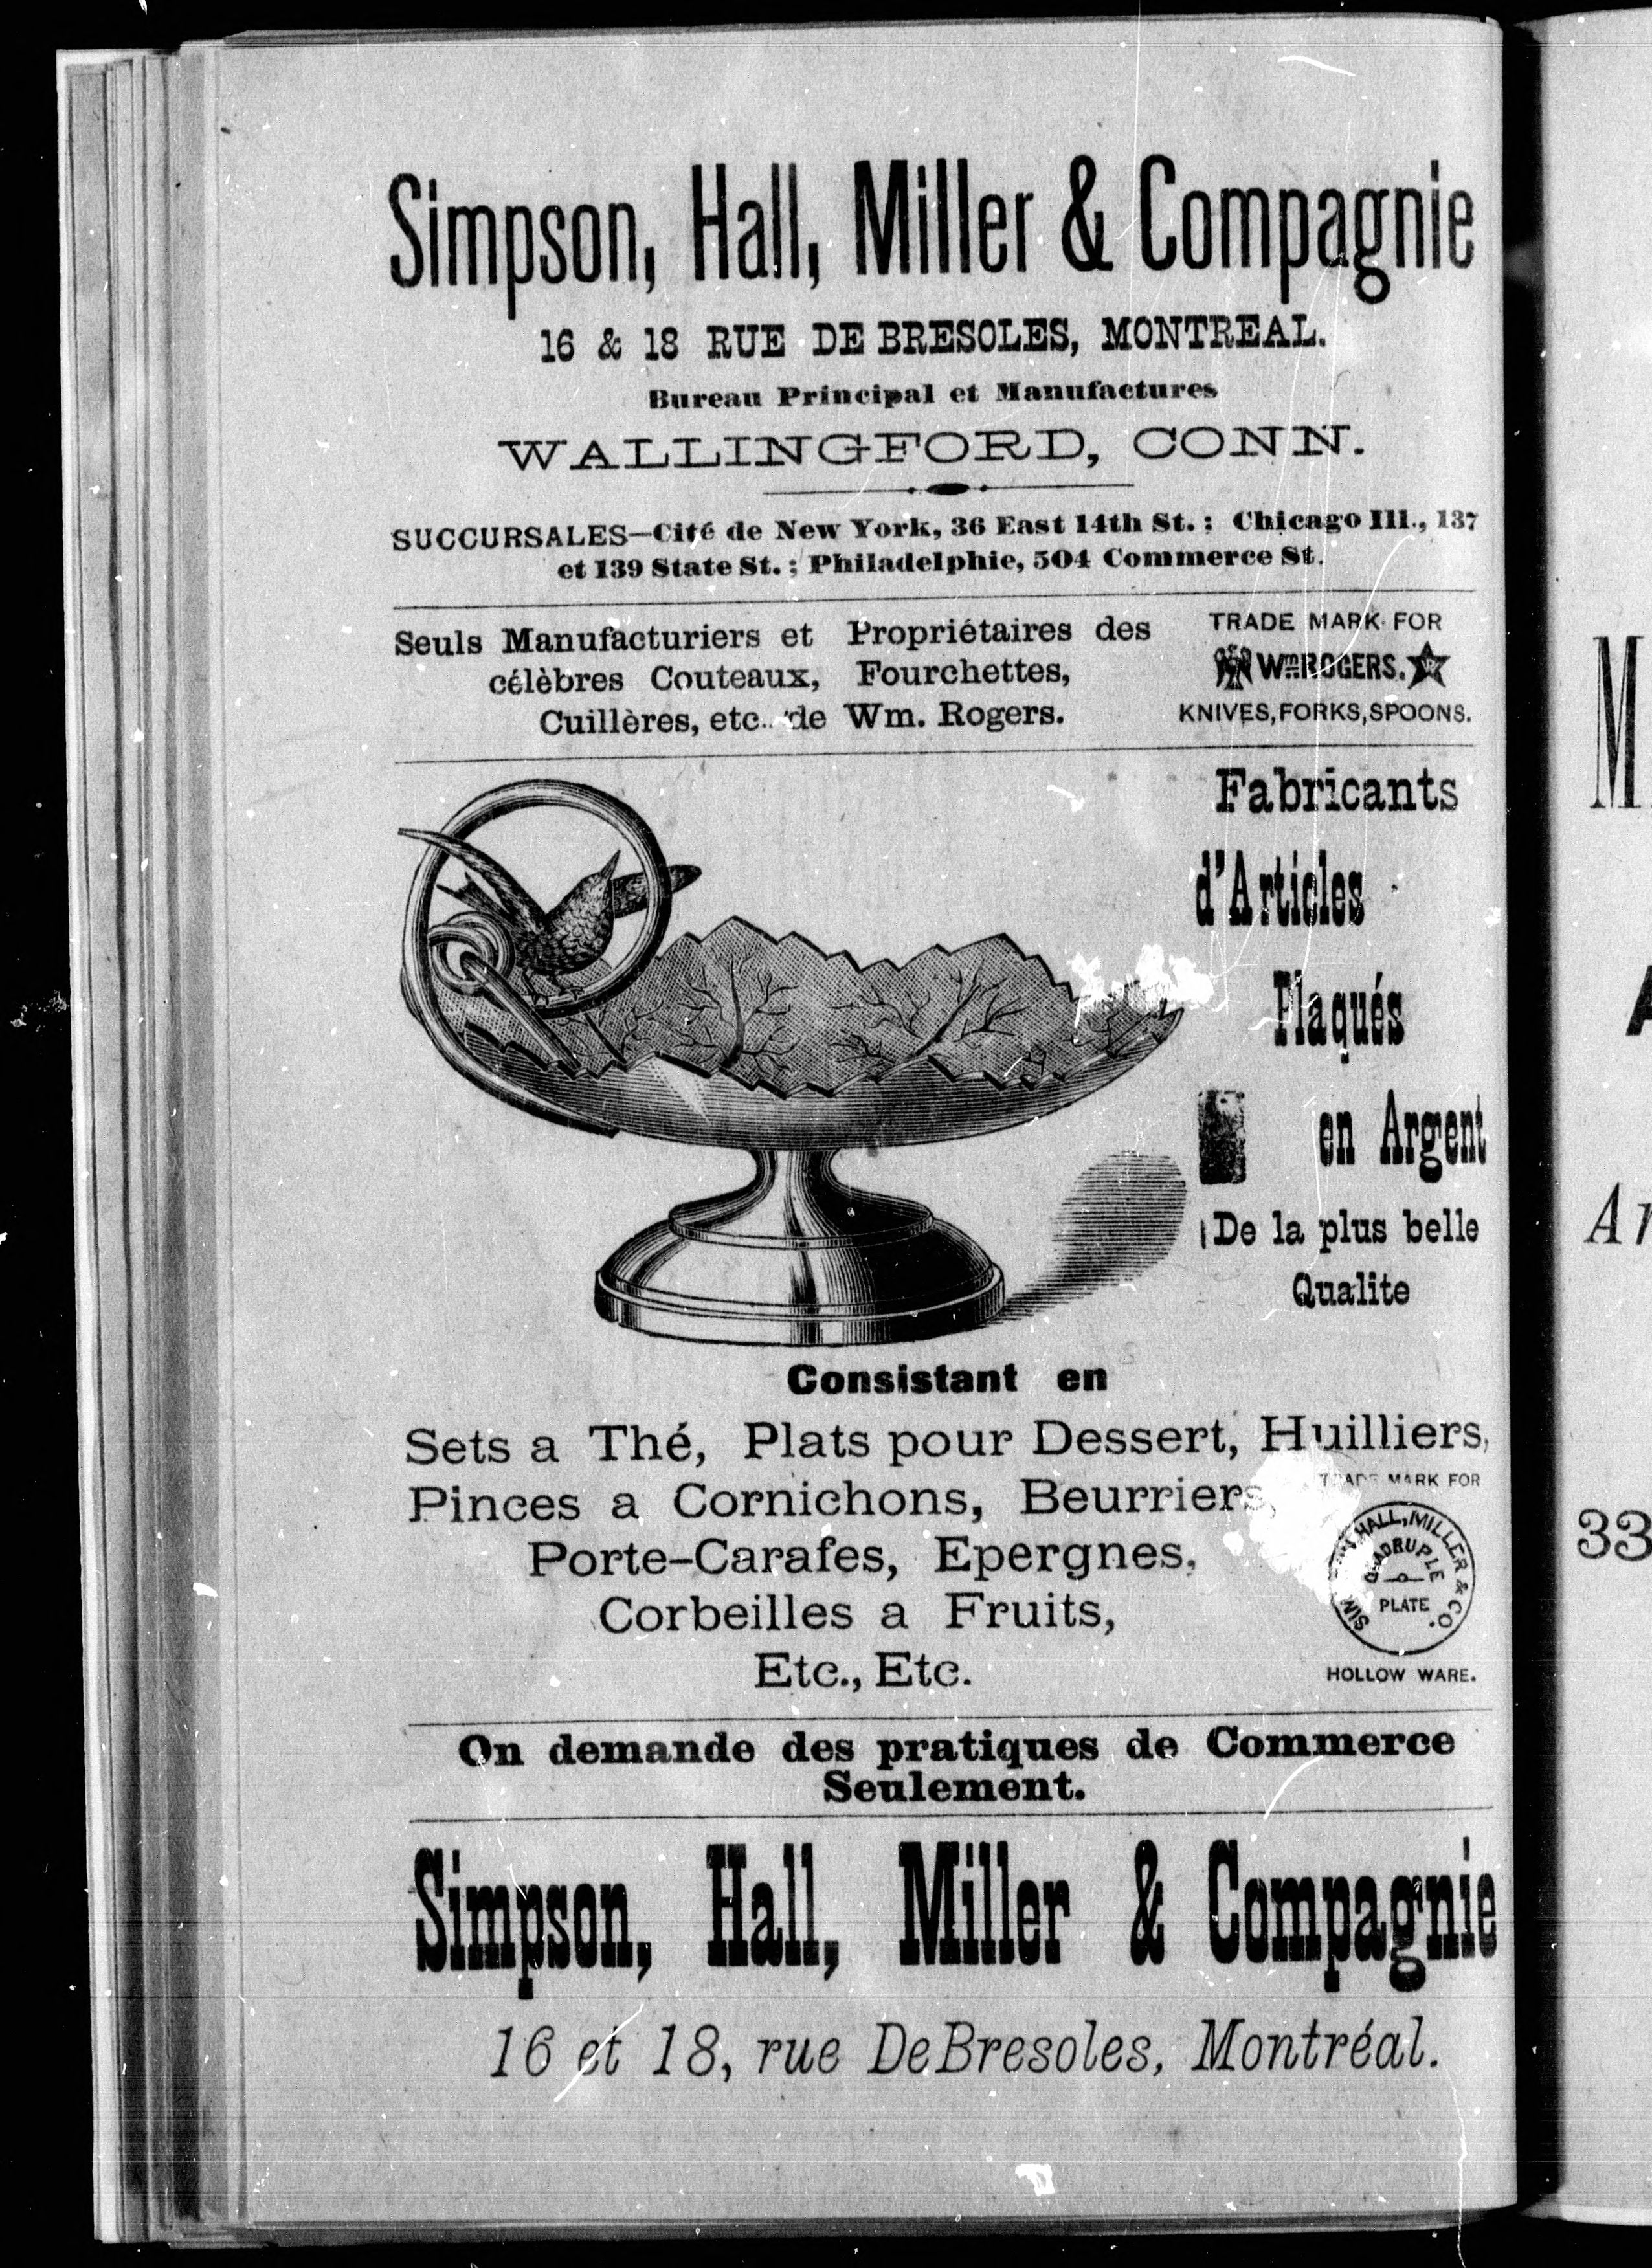 Simpson, Hall, Miller & Compagnie
16 & 18 RUE DE BRESOLES, MONTREAL.
Bureau Principal et Manufactures
WALLINGFORD, CONN.
SUCCURSALES—Cité de New York, 36 East 14th St. ; Chicago Ill., 137
et 139 State St. ; Philadelphie, 504 Commerce St.
Seuls Manufacturiers et Propriétaires des
célèbres Couteaux, Fourchettes,
Cuillères, etc.. de Wm. Rogers.
TRADE MARK FOR
Wm ROGERS.
KNIVES, FORKS, SPOONS.
Fabricants
d'Articles
Plaqués
en Argent
De la plus belle
Qualite
Consistant en
Sets a Thé, Plats pour Dessert, Huilliers,
Pinces a Cornichons, Beurriers,
Porte-Carafes, Epergnes,
Corbeilles a Fruits,
Etc., Etc.
TRADE MARK FOR
HALL, MILLER & CO.
QUADRUPLE
PLATE
HOLLOW WARE.
On demande des pratiques de Commerce
Seulement.
Simpson, Hall, Miller & Compagnie
16 et 18, rue DeBresoles, Montréal.
M
A
Ar
33